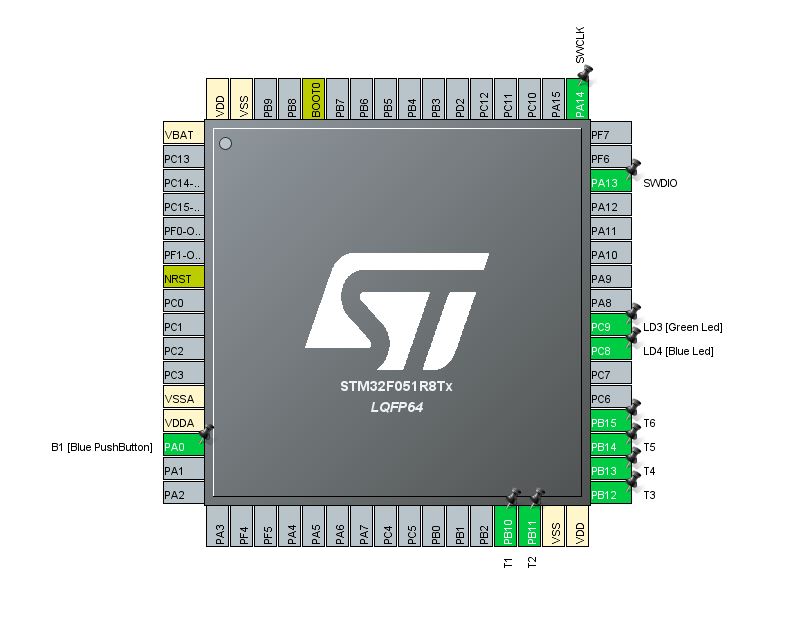 SWCLK
VDD
VSS
PB9
PB8
BOOT0
PB7
PB6
PB5
PB4
PB3
PD2
PC12
PC11
PC10
PA15
PA14
VBAT
PC13
PC14-..
PC15-..
PF0-O..
PF1-O..
NRST
PC0
PC1
PC2
PC3
VSSA
VDDA
B1 [Blue PushButton] PA0
PA1
PA2
ST
STM32F051R8Tx
LQFP64
PF7
PF6
PA13 SWDIO
PA12
PA11
PA10
PA9
PA8
PC9 LD3 [Green Led]
PC8 LD4 [Blue Led]
PC7
PC6
PB15 T6
PB14 T5
PB13 T4
PB12 T3
PA3
PF4
PF5
PA4
PA5
PA6
PA7
PC4
PC5
PB0
PB1
PB2
PB10
PB11
VSS
VDD
T1
T2